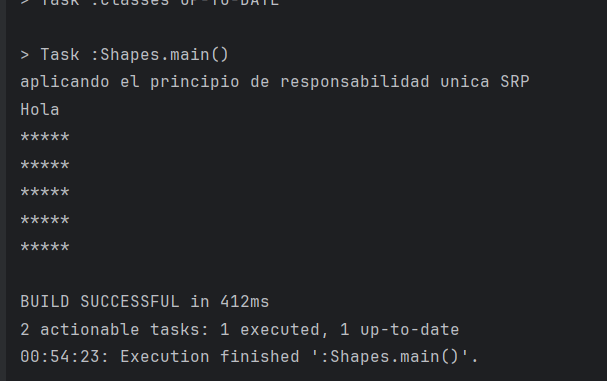 > Task :classes UP-TO-DATE
> Task :Shapes.main()
aplicando el principio de responsabilidad unica SRP
Hola
*****
*****
*****
*****
*****
BUILD SUCCESSFUL in 412ms
2 actionable tasks: 1 executed, 1 up-to-date
00:54:23: Execution finished ':Shapes.main()'.